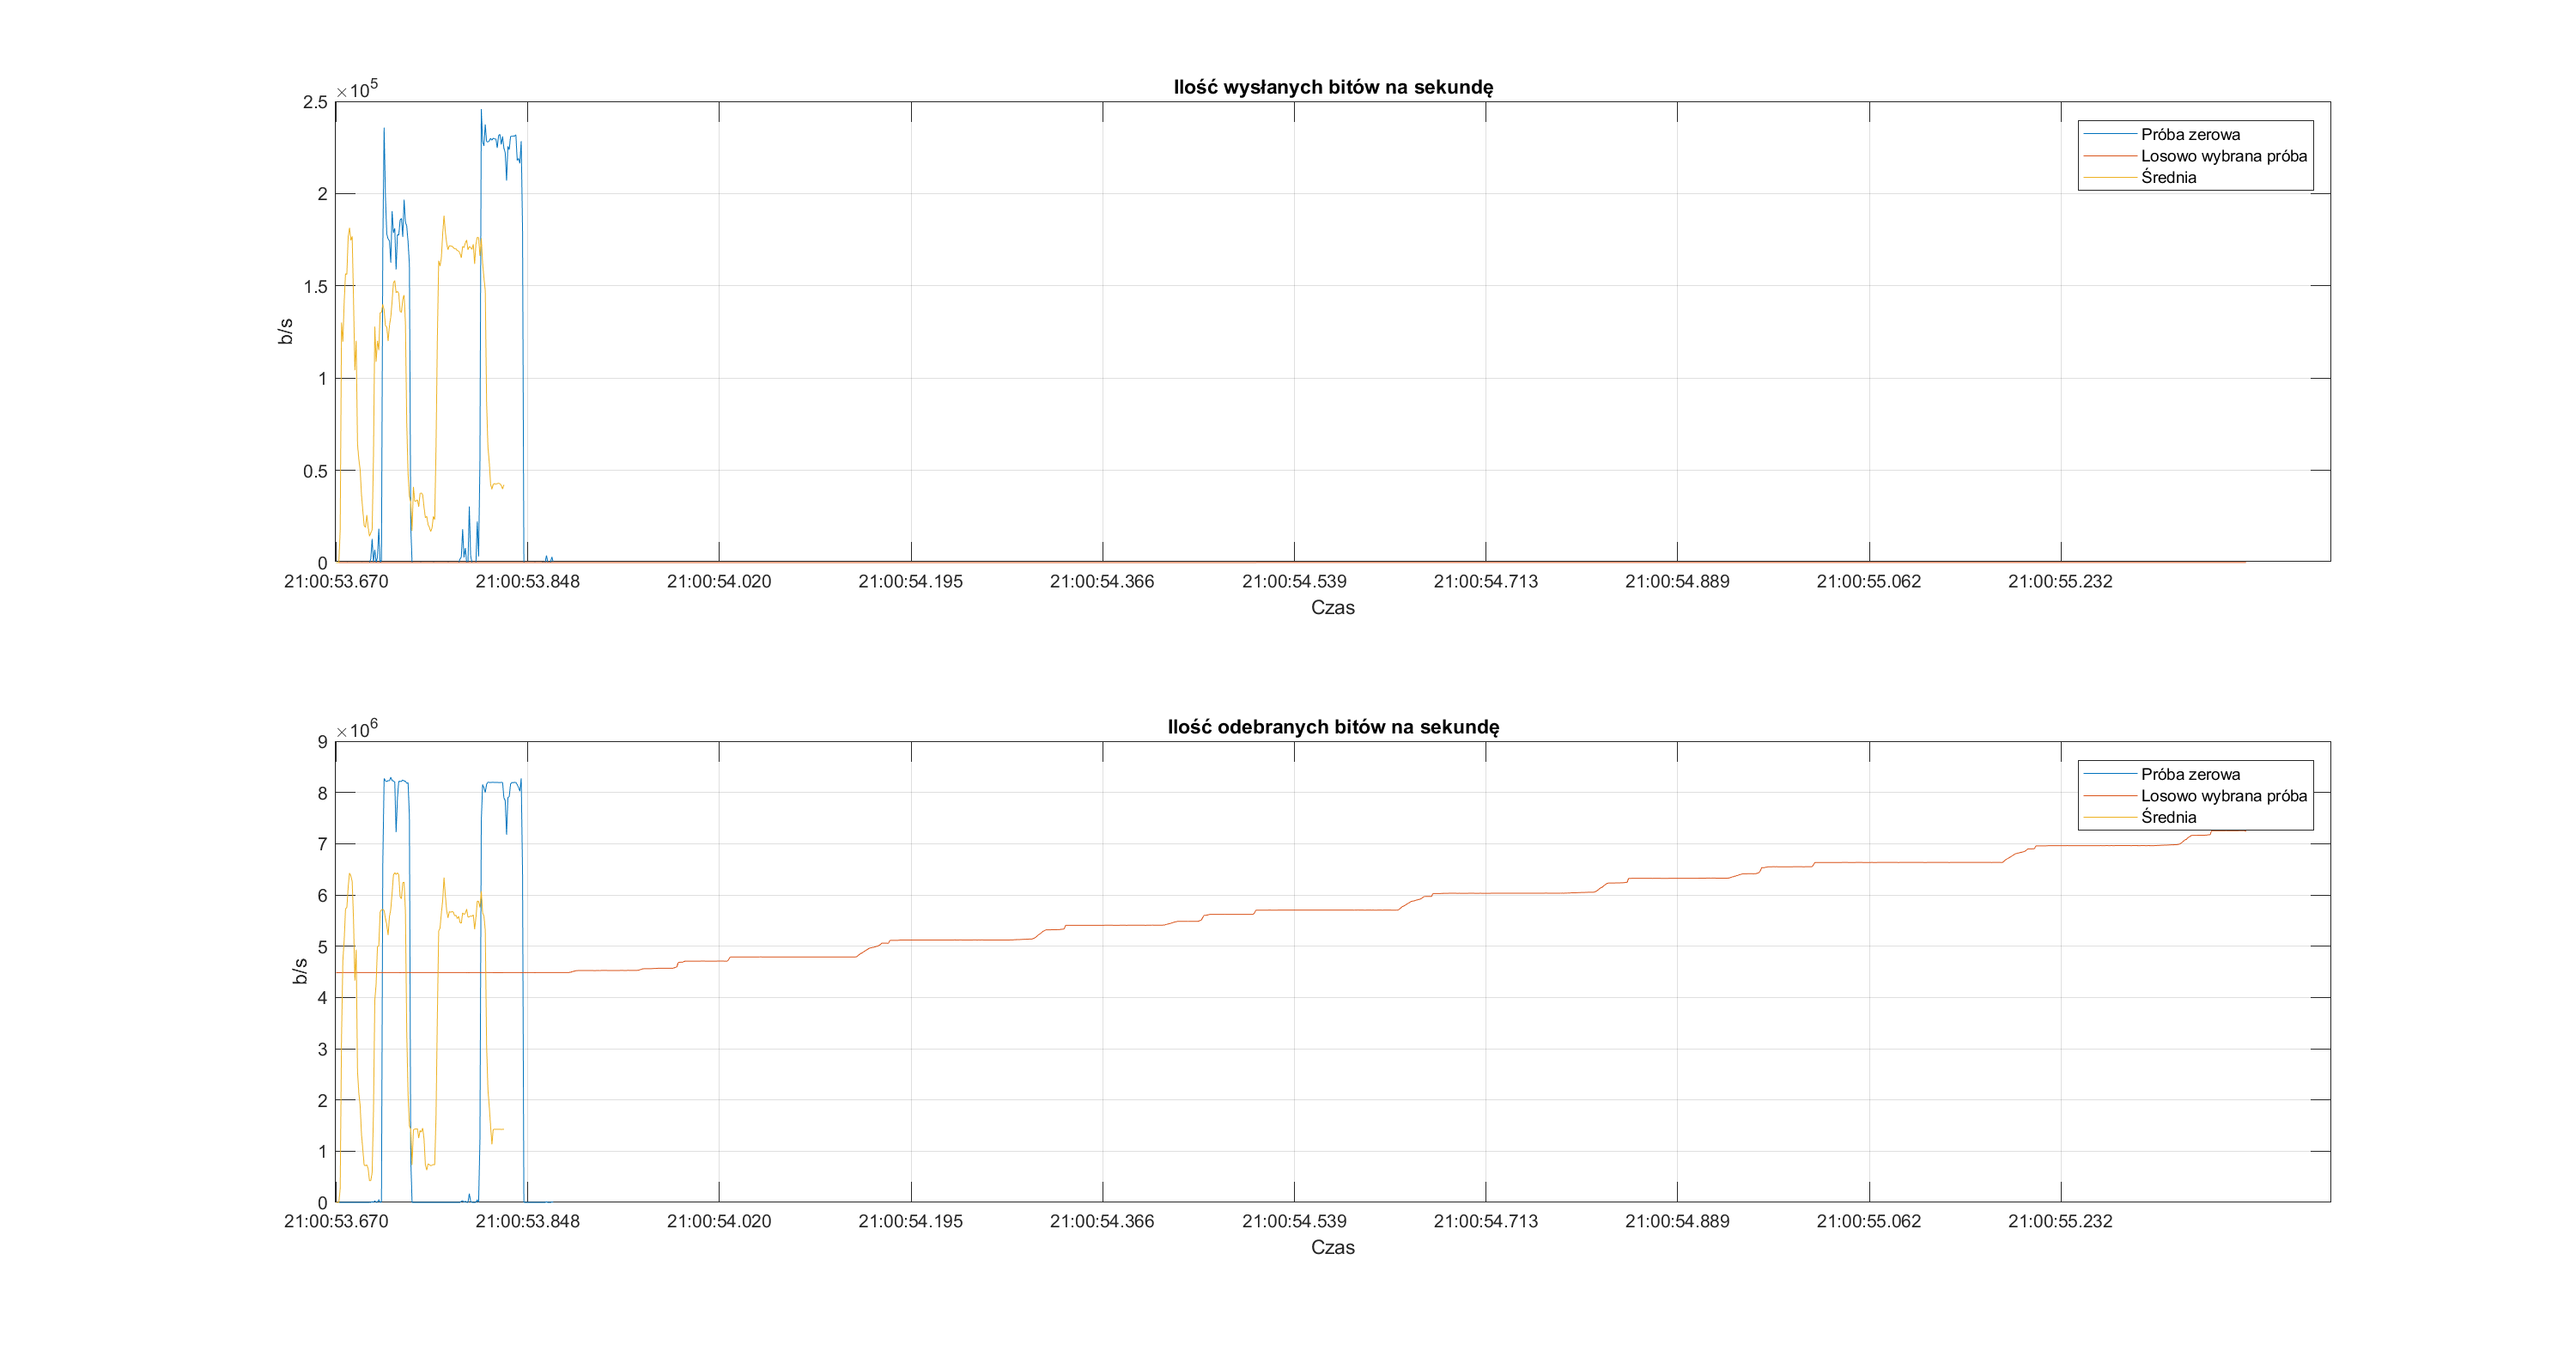 Ilość wysłanych bitów na sekundę
×10^5
2.5
2
1.5
1
0.5
0
b/s
Próba zerowa
Losowo wybrana próba
Średnia
21:00:53.670 21:00:53.848 21:00:54.020 21:00:54.195 21:00:54.366 21:00:54.539 21:00:54.713 21:00:54.889 21:00:55.062 21:00:55.232
Czas
Ilość odebranych bitów na sekundę
×10^6
9
8
7
6
5
4
3
2
1
0
b/s
Próba zerowa
Losowo wybrana próba
Średnia
21:00:53.670 21:00:53.848 21:00:54.020 21:00:54.195 21:00:54.366 21:00:54.539 21:00:54.713 21:00:54.889 21:00:55.062 21:00:55.232
Czas